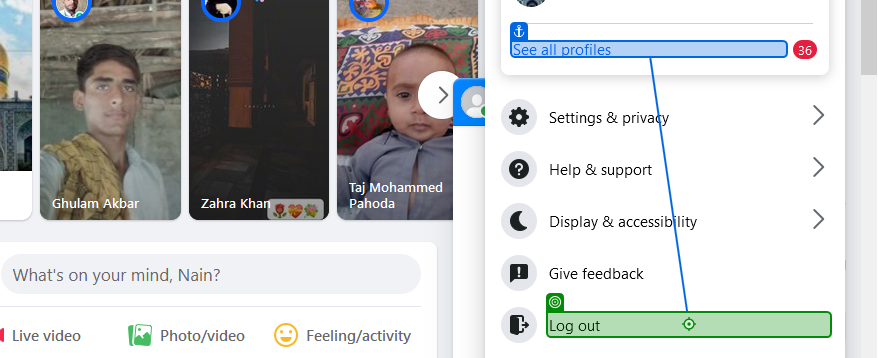 See all profiles
36
Settings & privacy
Help & support
Display & accessibility
Give feedback
Log out
Ghulam Akbar
Zahra Khan
Taj Mohammed
Pahoda
What's on your mind, Nain?
Live video
Photo/video
Feeling/activity